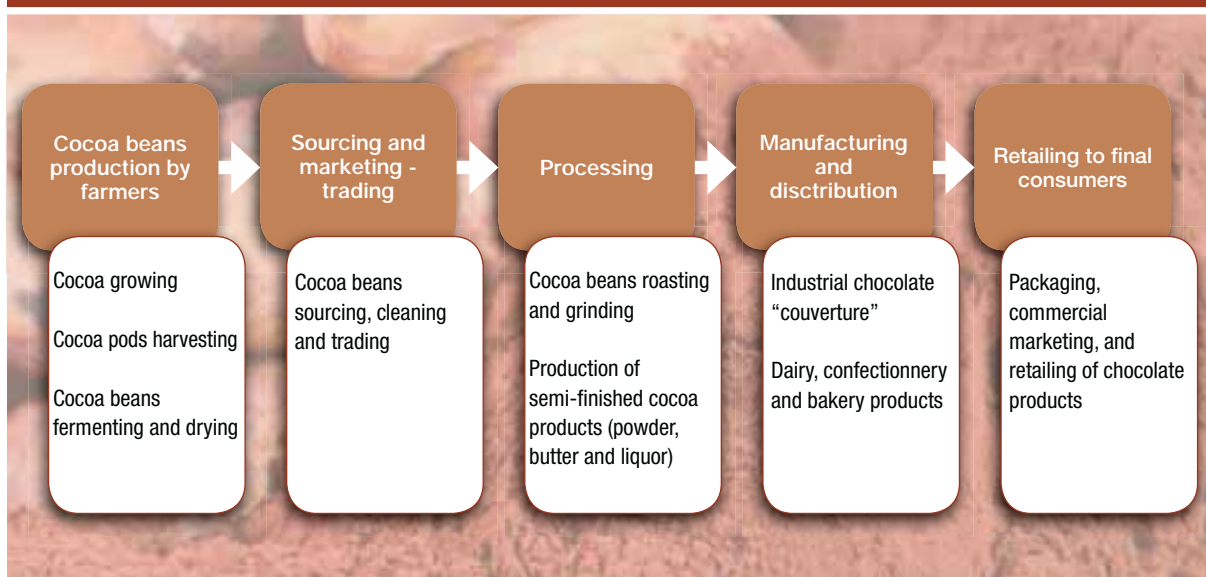 Cocoa beans
production by
farmers
Cocoa growing
Cocoa pods harvesting
Cocoa beans
fermenting and drying
Sourcing and
marketing -
trading
Cocoa beans
sourcing, cleaning
and trading
Processing
Cocoa beans roasting
and grinding
Production of
semi-finished cocoa
products (powder,
butter and liquor)
Manufacturing
and
disctribution
Industrial chocolate
“couverture”
Dairy, confectionnery
and bakery products
Retailing to final
consumers
Packaging,
commercial
marketing, and
retailing of chocolate
products